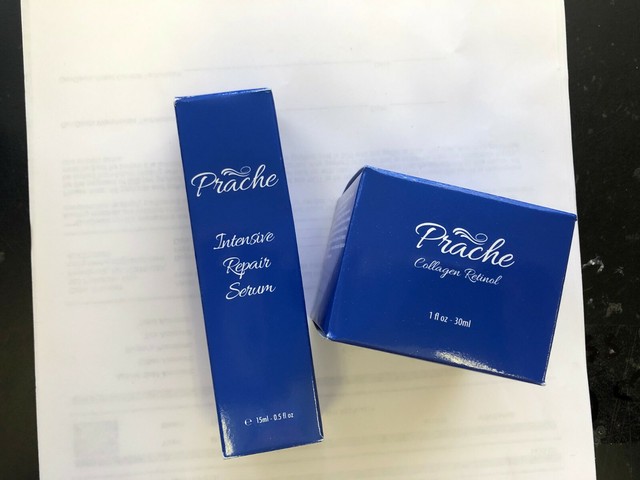 Prache
Intensive
Repair
Serum
℮ 15ml - 0.5 fl oz
Prache
Collagen Retinol
1 fl oz - 30ml